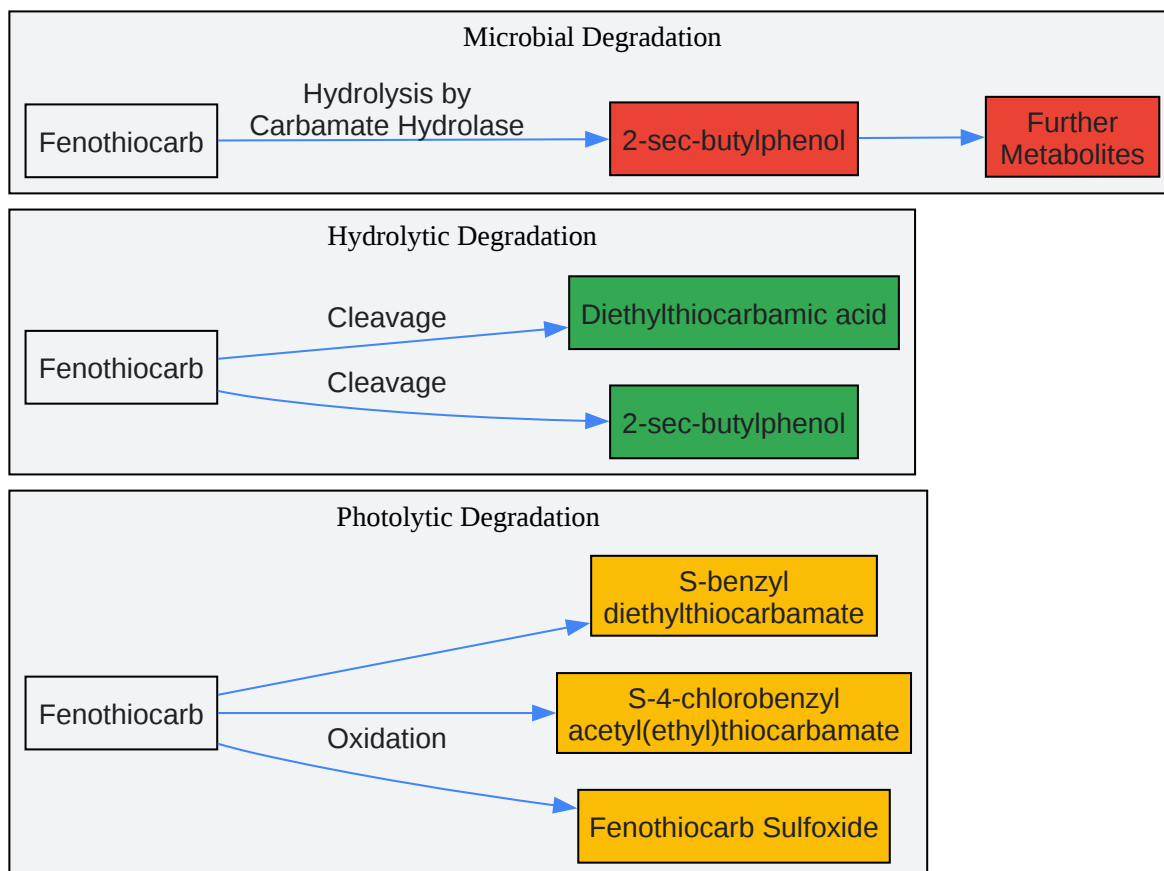 Microbial Degradation
Fenothiocarb
Hydrolysis by
Carbamate Hydrolase
2-sec-butylphenol
Further
Metabolites
Hydrolytic Degradation
Fenothiocarb
Cleavage
Diethylthiocarbamic acid
Cleavage
2-sec-butylphenol
Photolytic Degradation
Fenothiocarb
S-benzyl
diethylthiocarbamate
S-4-chlorobenzyl
acetyl(ethyl)thiocarbamate
Oxidation
Fenothiocarb Sulfoxide